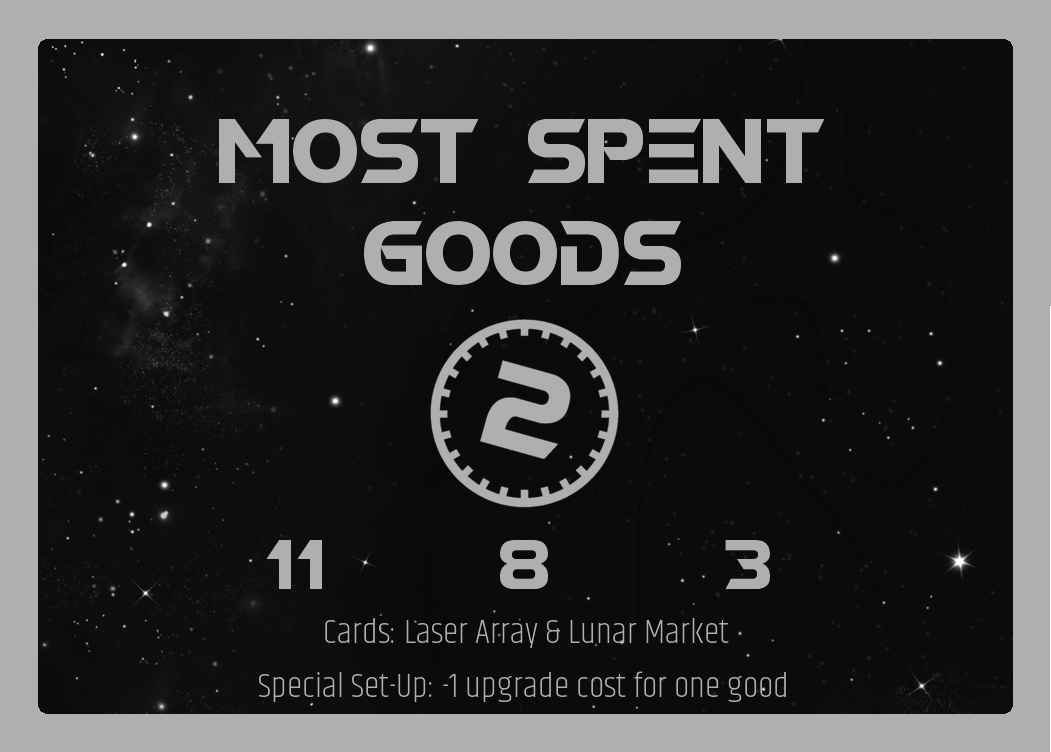 MOST SPENT
GOODS
2
11 8 3
Cards: Laser Array & Lunar Market
Special Set-Up: -1 upgrade cost for one good